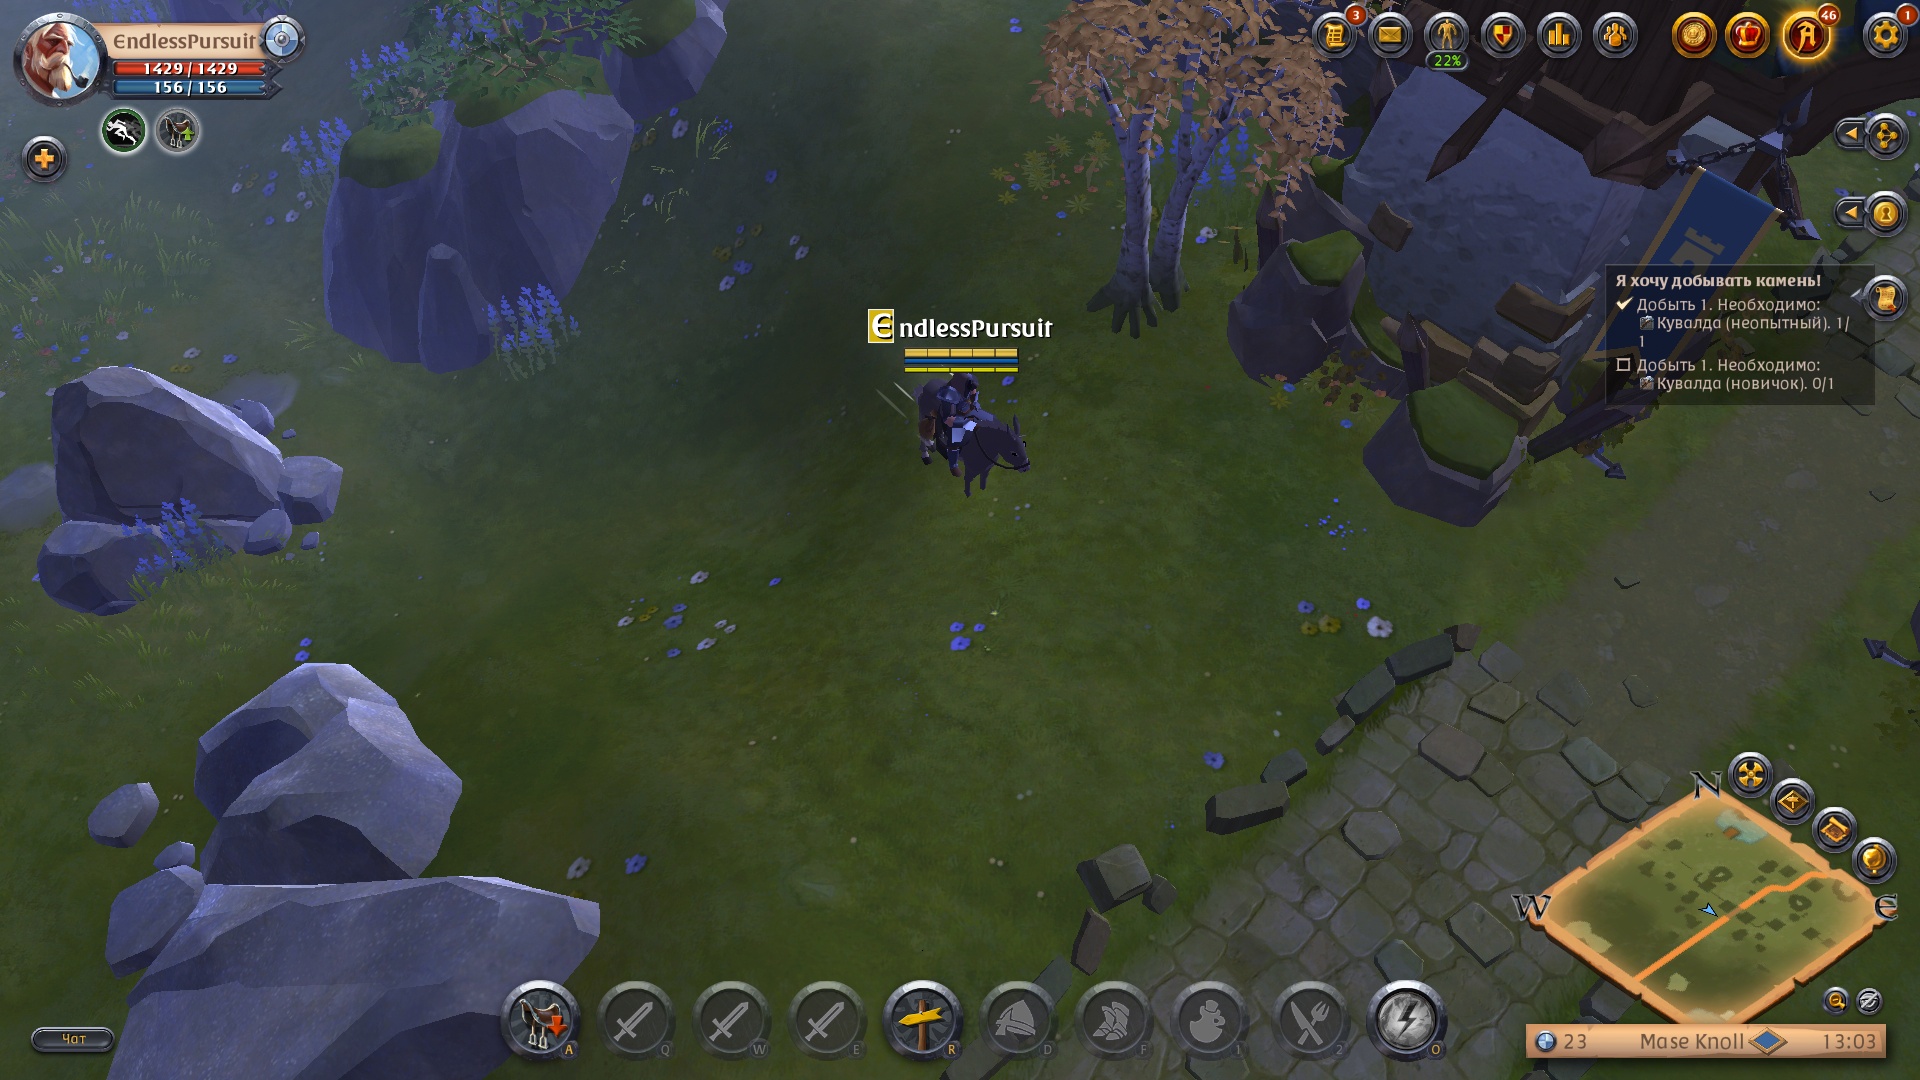 EndlessPursuit
1429 / 1429
156 / 156
3
22%
46
1
EndlessPursuit
Я хочу добывать камень!
Добыть 1. Необходимо:
Кувалда (неопытный). 1/
1
Добыть 1. Необходимо:
Кувалда (новичок). 0/1
N
W
E
Чат
A
Q
W
E
R
D
F
1
2
O
23
Mase Knoll
13:03